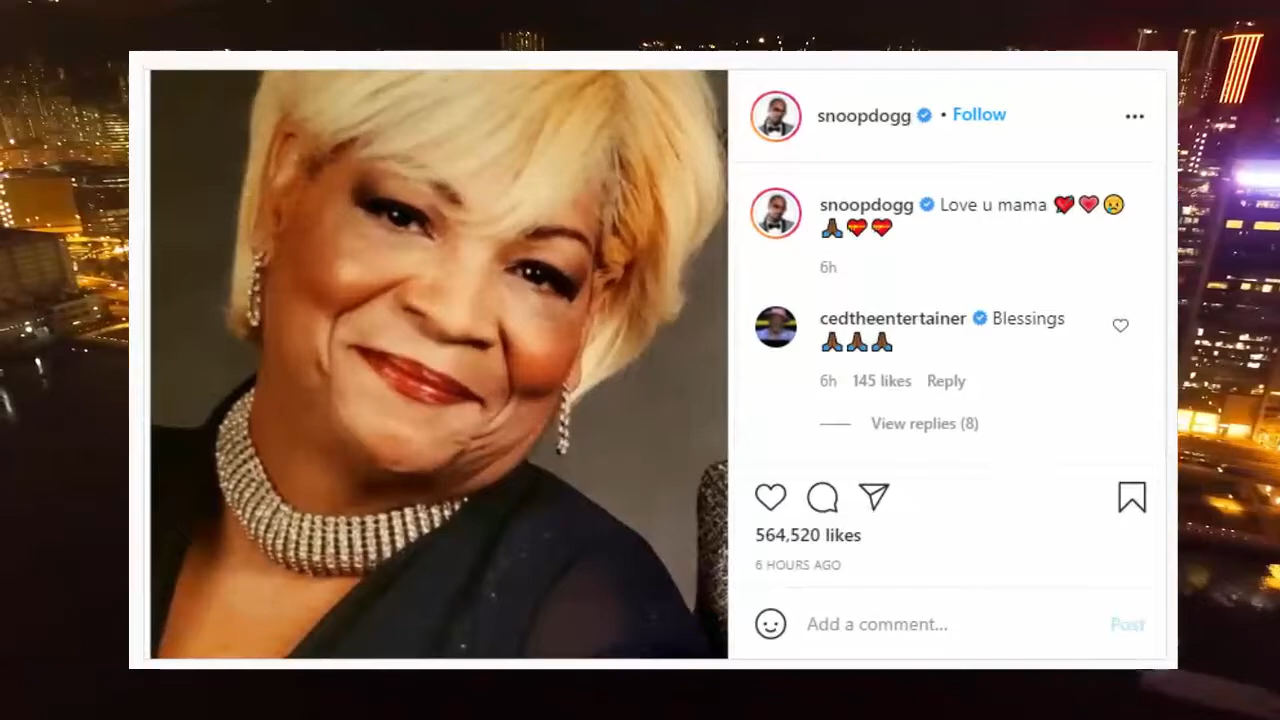 snoopdogg • Follow
snoopdogg Love u mama 💓💗😥
🙏🏾💝💝
6h
cedtheentertainer Blessings
🙏🏾🙏🏾🙏🏾
6h 145 likes Reply
View replies (8)
564,520 likes
6 HOURS AGO
Add a comment... Post